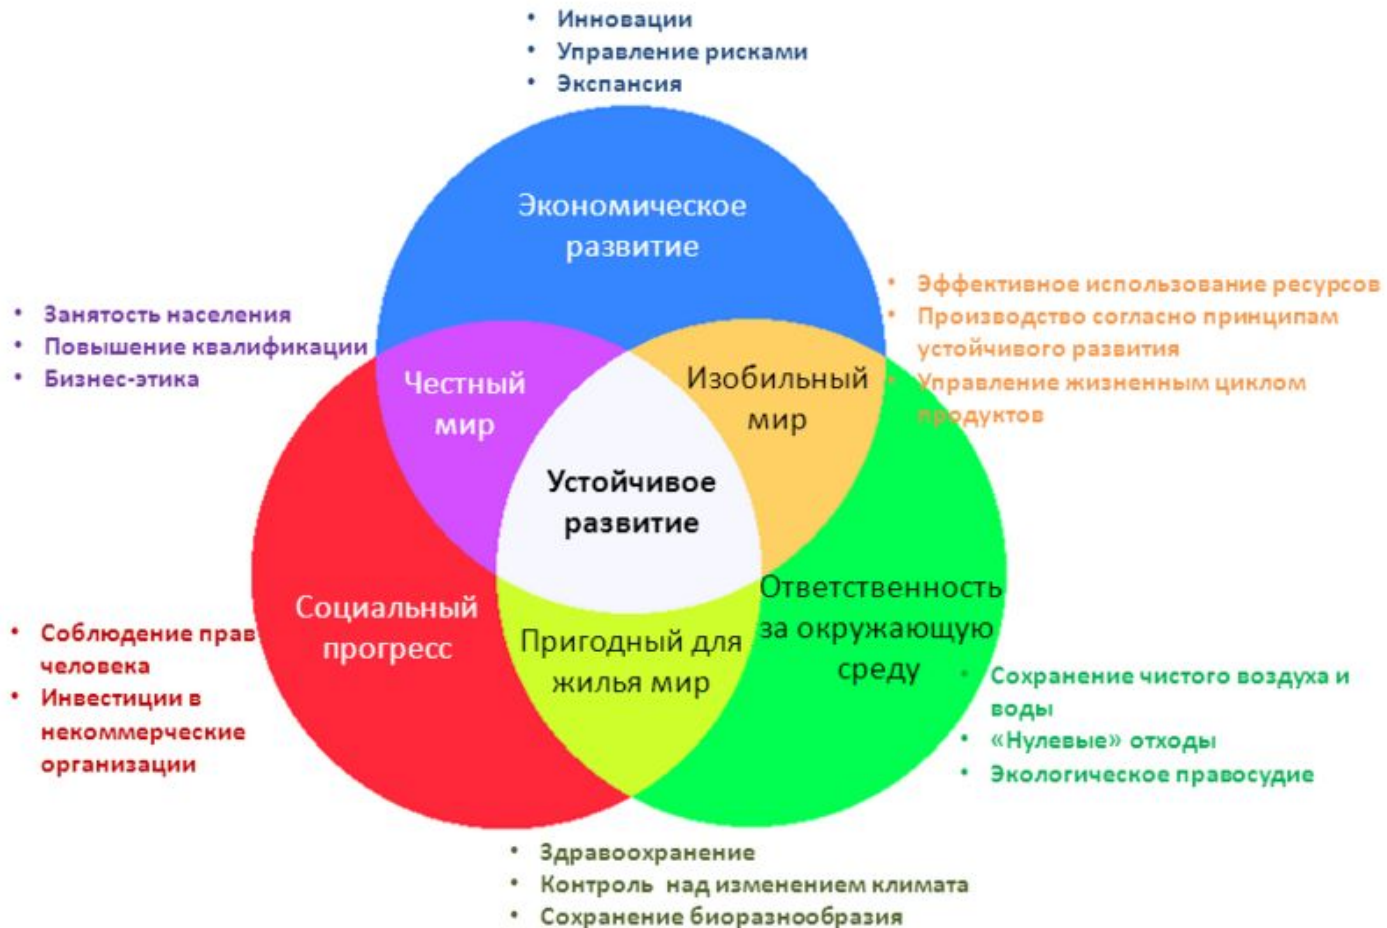 • Инновации
• Управление рисками
• Экспансия
Экономическое
развитие
• Эффективное использование ресурсов
• Производство согласно принципам
устойчивого развития
• Управление жизненным циклом
продуктов
• Занятость населения
• Повышение квалификации
• Бизнес-этика
Честный
мир
Изобильный
мир
Устойчивое
развитие
Социальный
прогресс
Пригодный для
жилья мир
Ответственность
за окружающую
среду
• Соблюдение прав
человека
• Инвестиции в
некоммерческие
организации
• Сохранение чистого воздуха и
воды
• «Нулевые» отходы
• Экологическое правосудие
• Здравоохранение
• Контроль над изменением климата
• Сохранение биоразнообразия